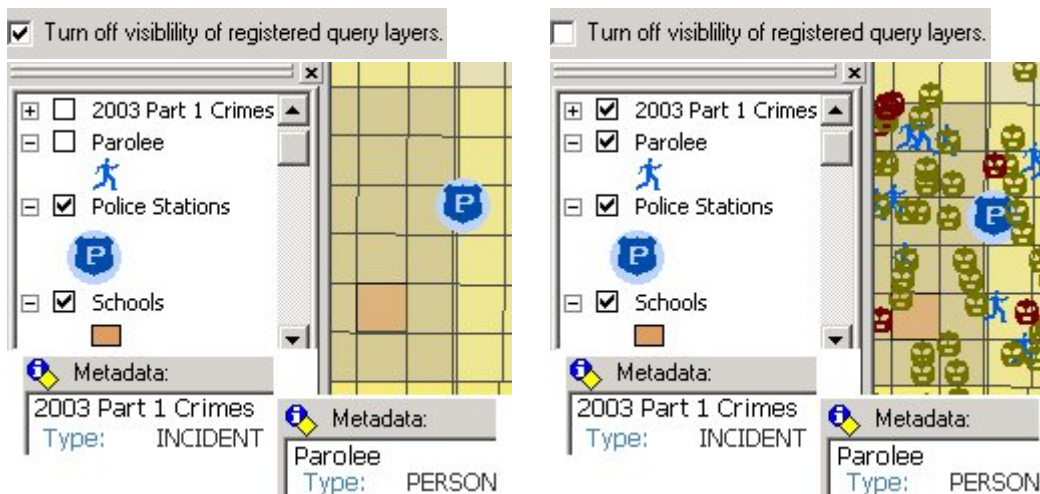 Turn off visiblility of registered query layers.
2003 Part 1 Crimes
Parolee
Police Stations
P
Schools
P
Metadata:
2003 Part 1 Crimes
Type: INCIDENT
Metadata:
Parolee
Type: PERSON
Turn off visiblility of registered query layers.
2003 Part 1 Crimes
Parolee
Police Stations
P
Schools
P
Metadata:
2003 Part 1 Crimes
Type: INCIDENT
Metadata:
Parolee
Type: PERSON